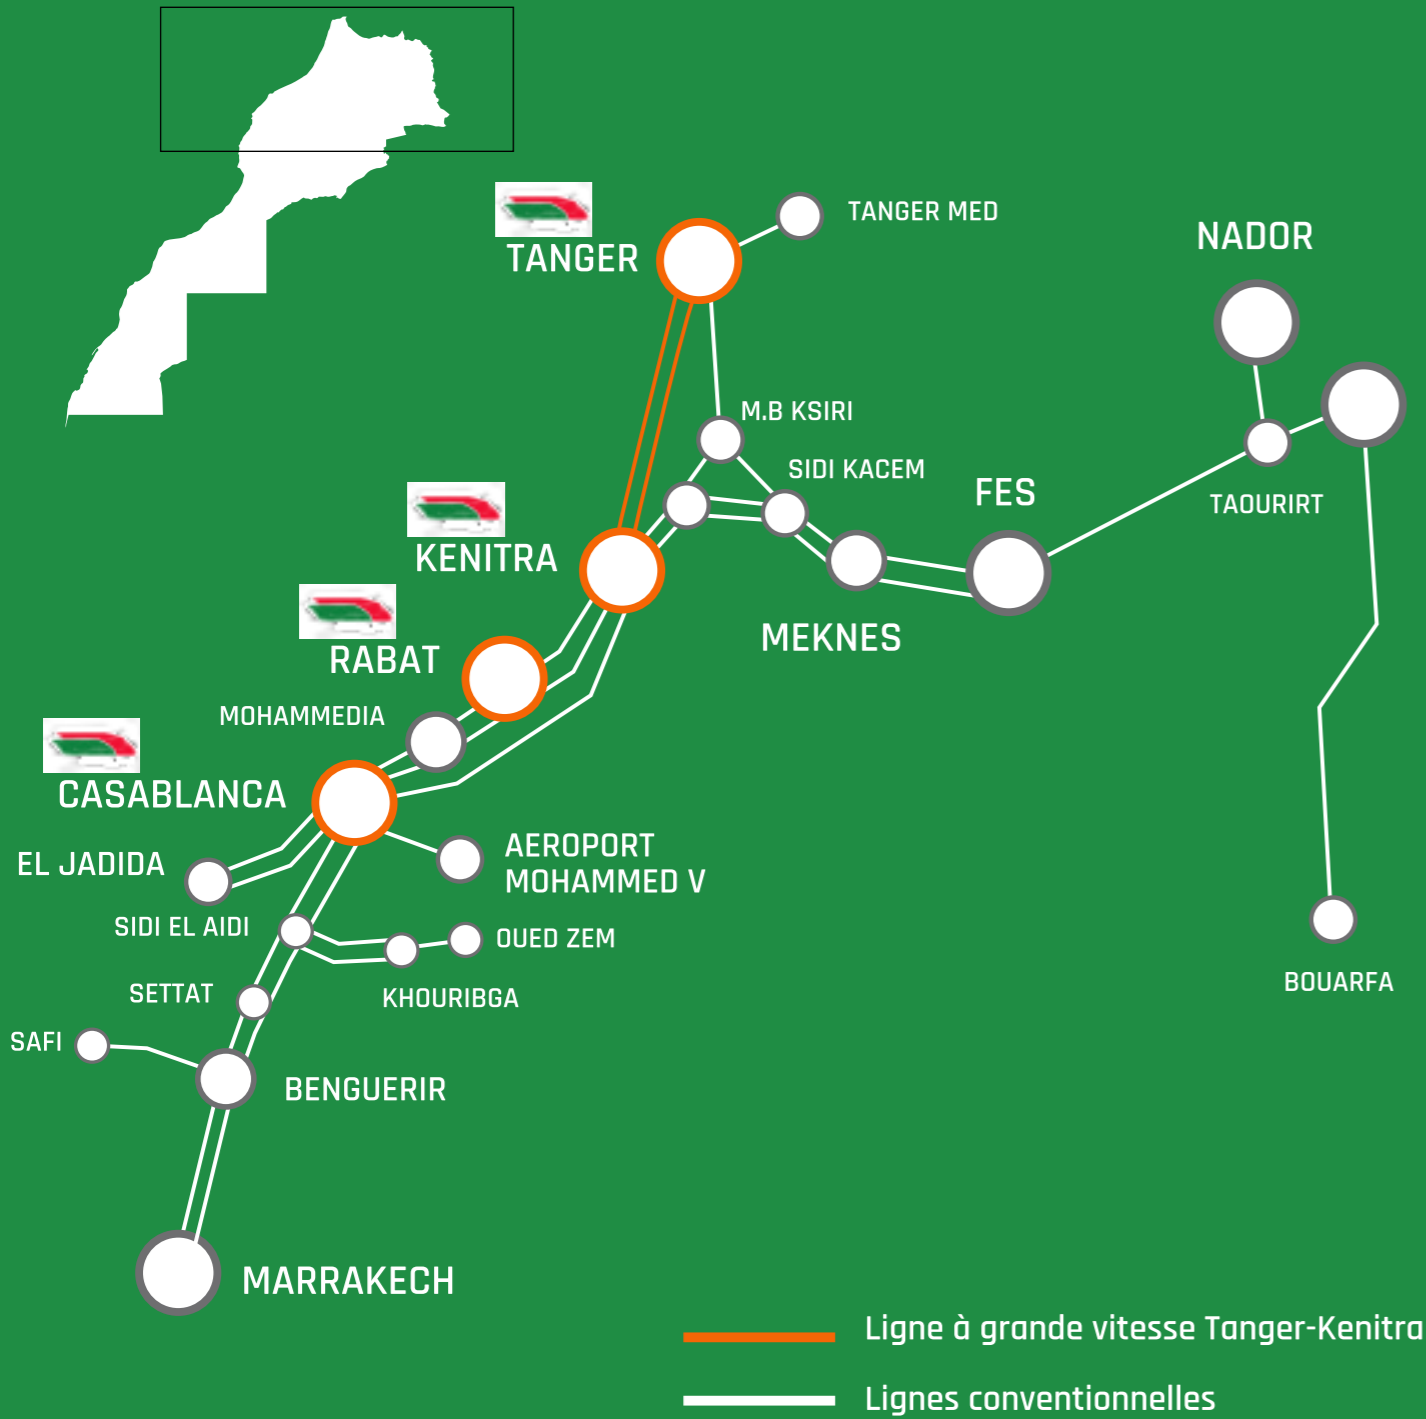 TANGER MED
NADOR
TANGER
M.B KSIRI
SIDI KACEM
FES
TAOURIRT
KENITRA
MEKNES
RABAT
MOHAMMEDIA
CASABLANCA
AEROPORT
MOHAMMED V
EL JADIDA
SIDI EL AIDI
OUED ZEM
BOUARFA
SETTAT
KHOURIBGA
SAFI
BENGUERIR
MARRAKECH
Ligne à grande vitesse Tanger-Kenitra
Lignes conventionnelles